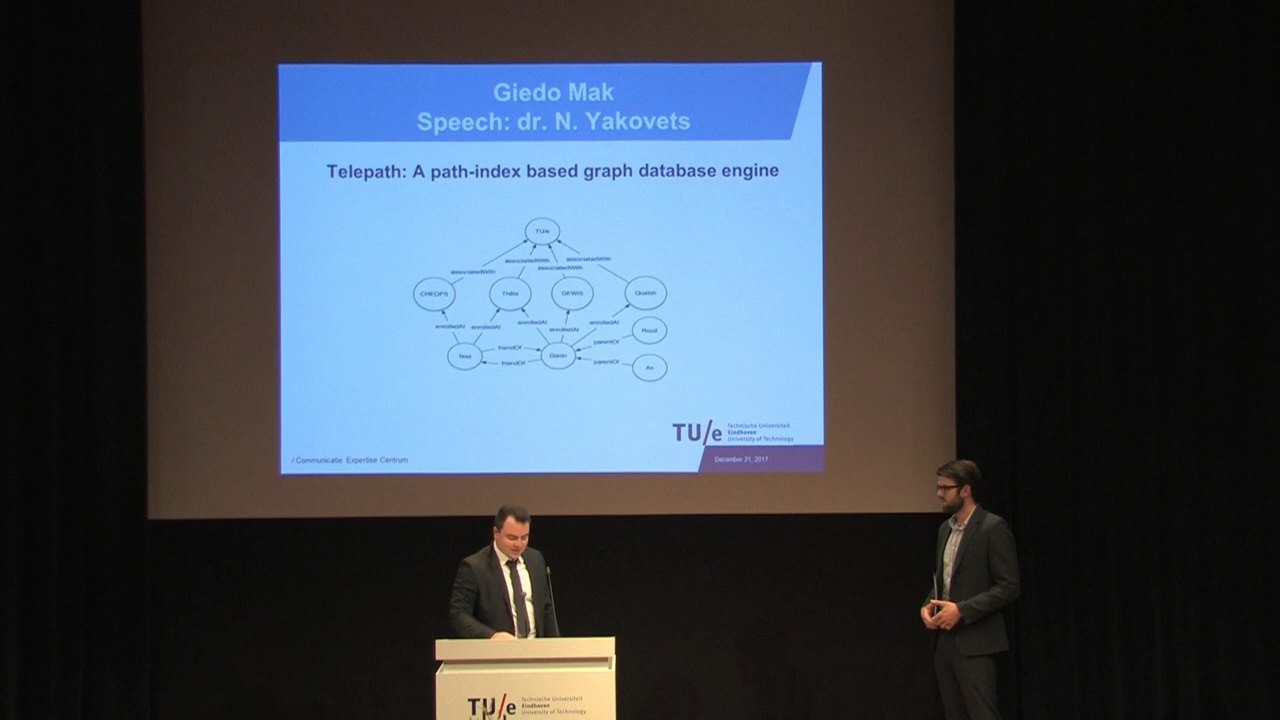 Giedo Mak
Speech: dr. N. Yakovets
Telepath: A path-index based graph database engine
TU/e
associatedWith
associatedWith
associatedWith
associatedWith
CHEOPS
Thêta
GEWIS
Quatsh
enrolledAt
enrolledAt
enrolledAt
enrolledAt
enrolledAt
Ruud
parentOf
Tess
friendOf
friendOf
Giedo
parentOf
As
TU/e
Technische Universiteit
Eindhoven
University of Technology
/ Communicatie Expertise Centrum
December 21, 2017
TU/e
Technische Universiteit
Eindhoven
University of Technology